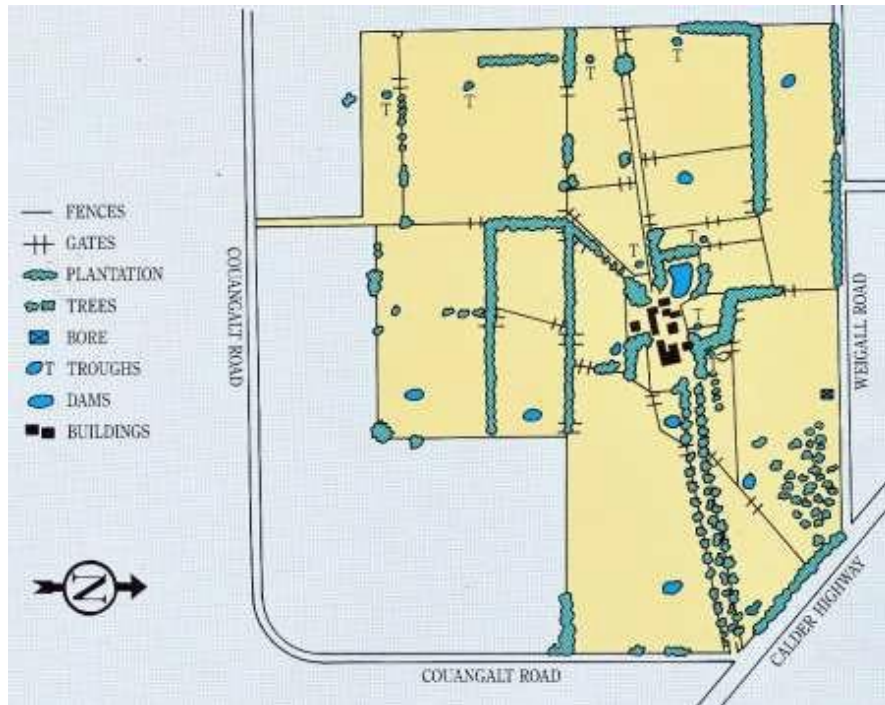 FENCES
GATES
PLANTATION
TREES
BORE
T TROUGHS
DAMS
BUILDINGS
COUANGALT ROAD
WEIGALL ROAD
CALDER HIGHWAY
COUANGALT ROAD
N
T
T
T
T
T
T
T